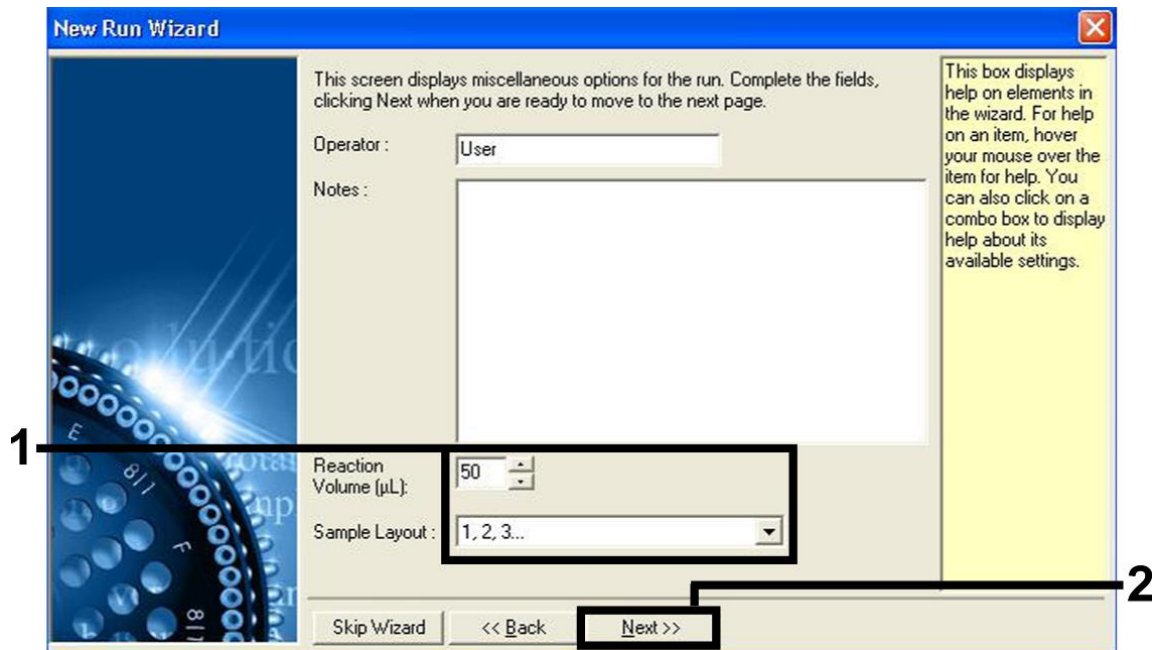 New Run Wizard
This screen displays miscellaneous options for the run. Complete the fields,
clicking Next when you are ready to move to the next page.
Operator :
User
Notes :
1
Reaction
Volume (µL):
50
Sample Layout :
1, 2, 3...
2
Skip Wizard
<< Back
Next >>
This box displays
help on elements in
the wizard. For help
on an item, hover
your mouse over the
item for help. You
can also click on a
combo box to display
help about its
available settings.
E
8|1
F
8|1